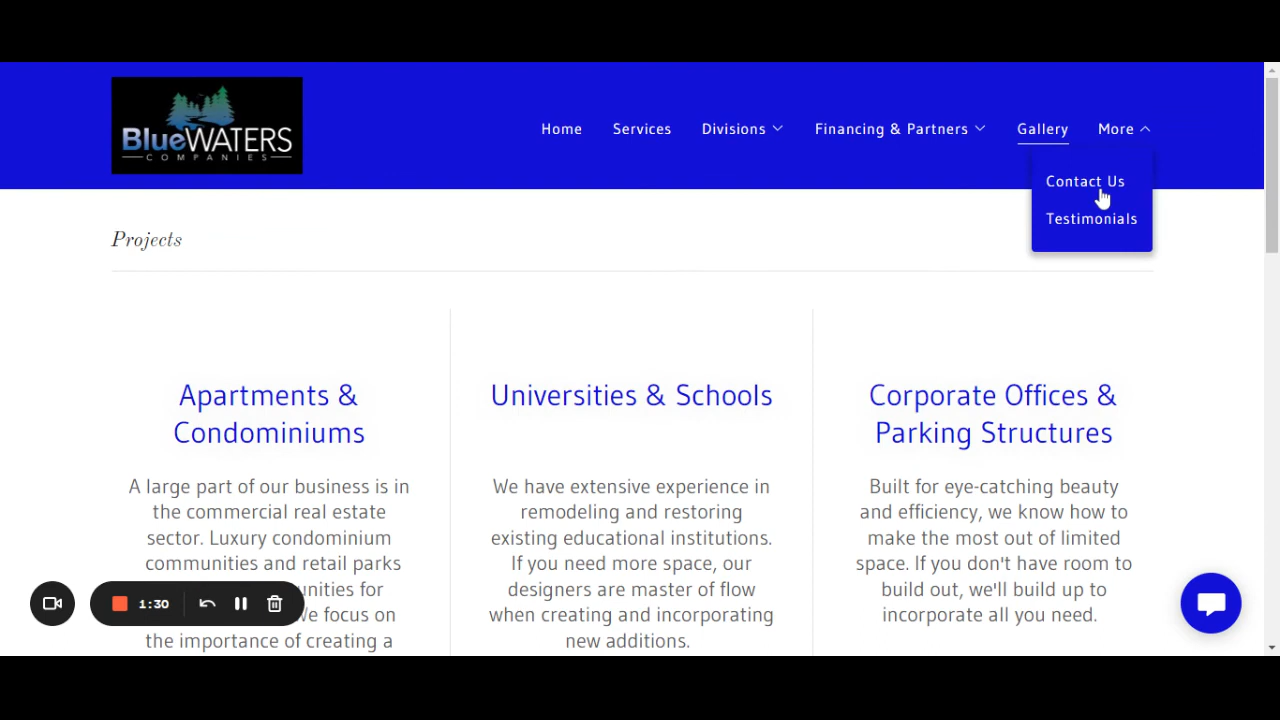 BlueWATERS
COMPANIES
Home Services Divisions Financing & Partners Gallery More
Contact Us
Testimonials
Projects
Apartments &
Condominiums
A large part of our business is in
the commercial real estate
sector. Luxury condominium
communities and retail parks
unities for
e focus on
the importance of creating a
Universities & Schools
We have extensive experience in
remodeling and restoring
existing educational institutions.
If you need more space, our
designers are master of flow
when creating and incorporating
new additions.
Corporate Offices &
Parking Structures
Built for eye-catching beauty
and efficiency, we know how to
make the most out of limited
space. If you don't have room to
build out, we'll build up to
incorporate all you need.
1:30